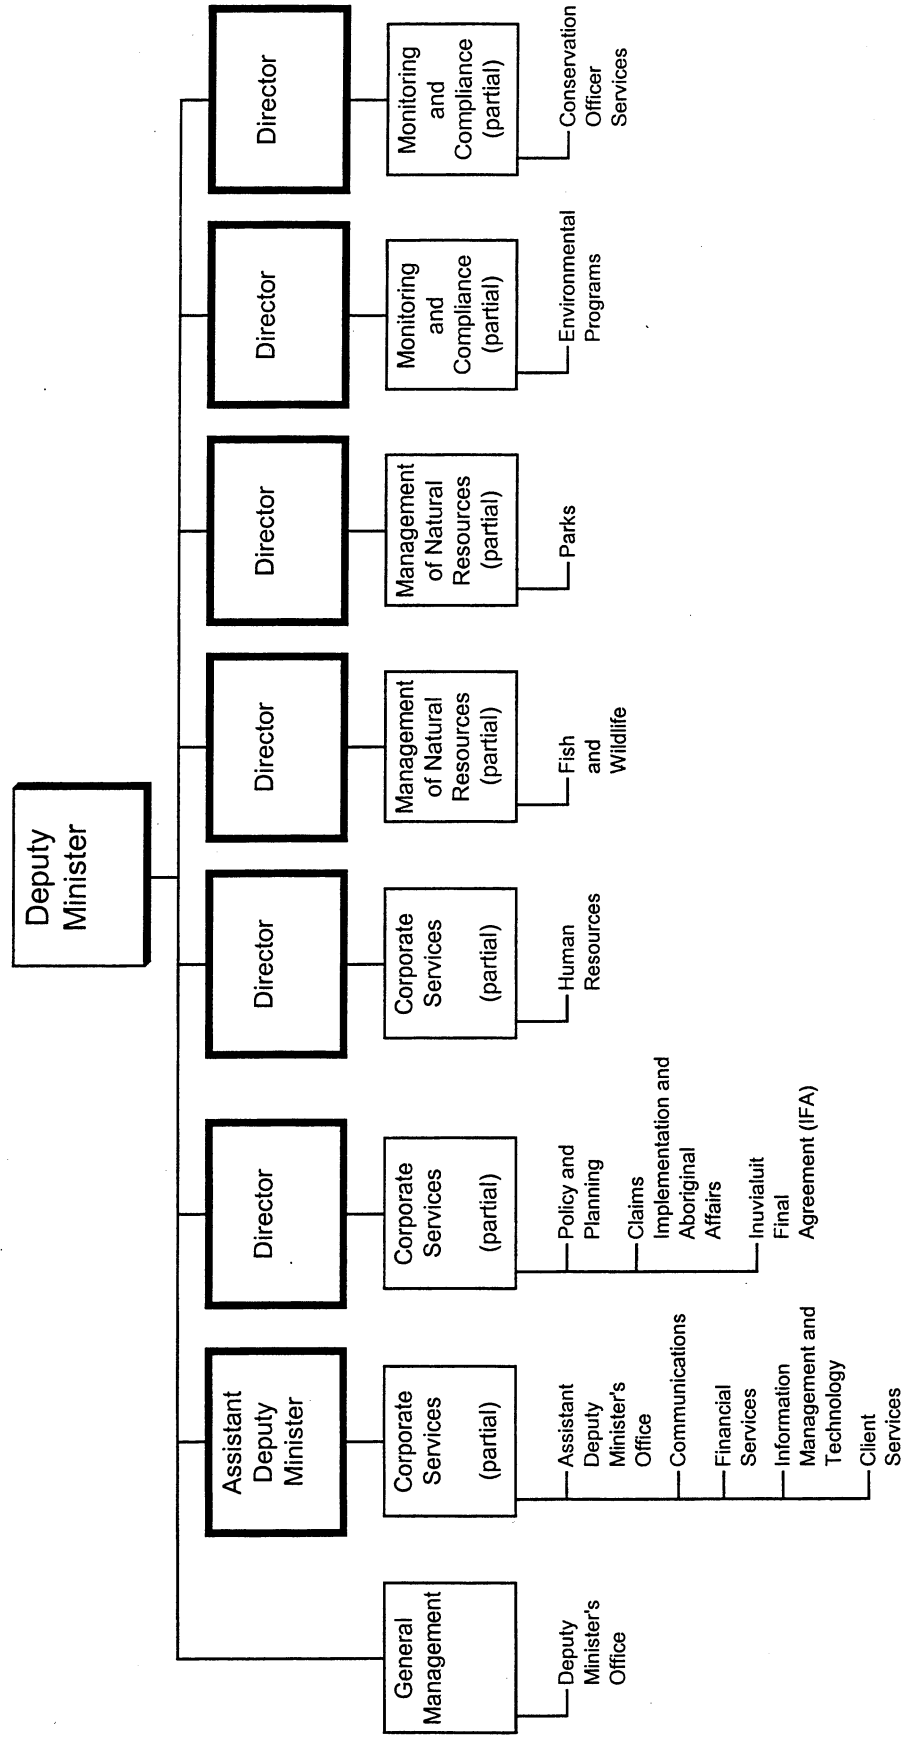 Deputy
Minister
General
Management
Deputy
Minister's
Office
Assistant
Deputy
Minister
Corporate
Services
(partial)
Assistant
Deputy
Minister's
Office
Communications
Financial
Services
Information
Management and
Technology
Client
Services
Director
Corporate
Services
(partial)
Policy and
Planning
Claims
Implementation and
Aboriginal
Affairs
Inuvialuit
Final
Agreement (IFA)
Director
Corporate
Services
(partial)
Human
Resources
Director
Management
of Natural
Resources
(partial)
Fish
and
Wildlife
Director
Management
of Natural
Resources
(partial)
Parks
Director
Monitoring
and
Compliance
(partial)
Environmental
Programs
Director
Monitoring
and
Compliance
(partial)
Conservation
Officer
Services